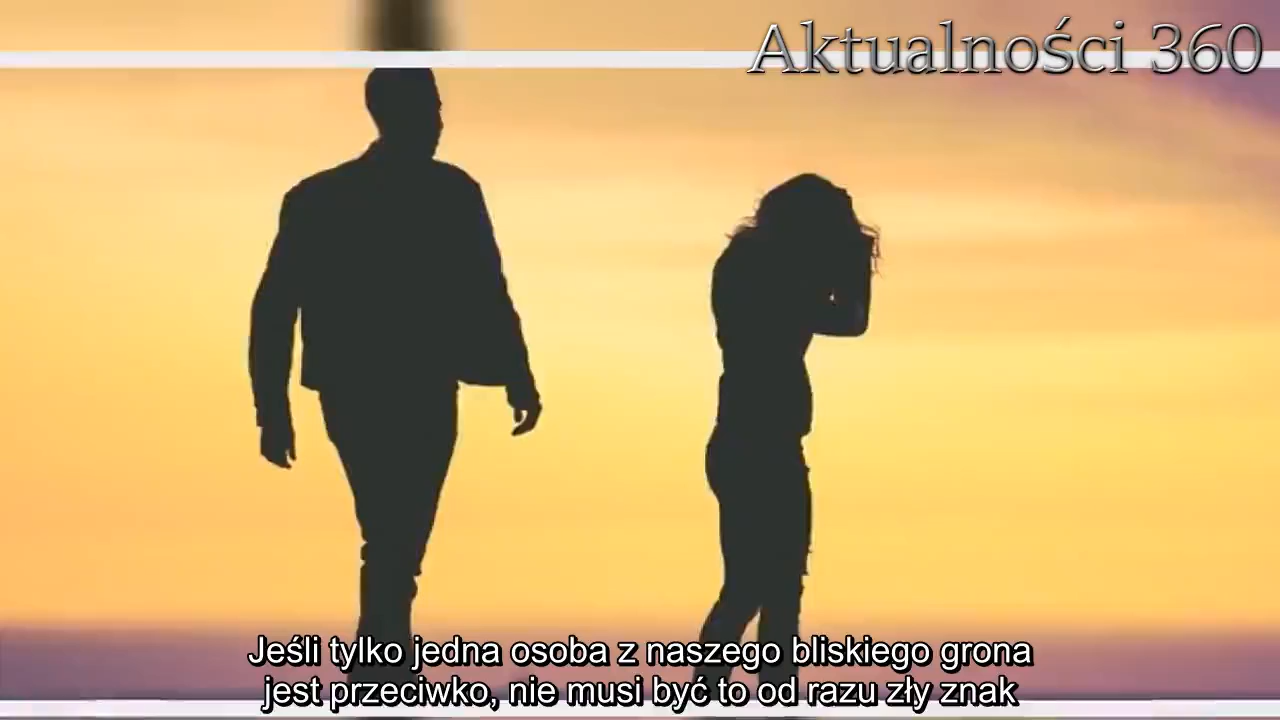 Aktualności 360
Jeśli tylko jedna osoba z naszego bliskiego grona
jest przeciwko, nie musi być to od razu zły znak